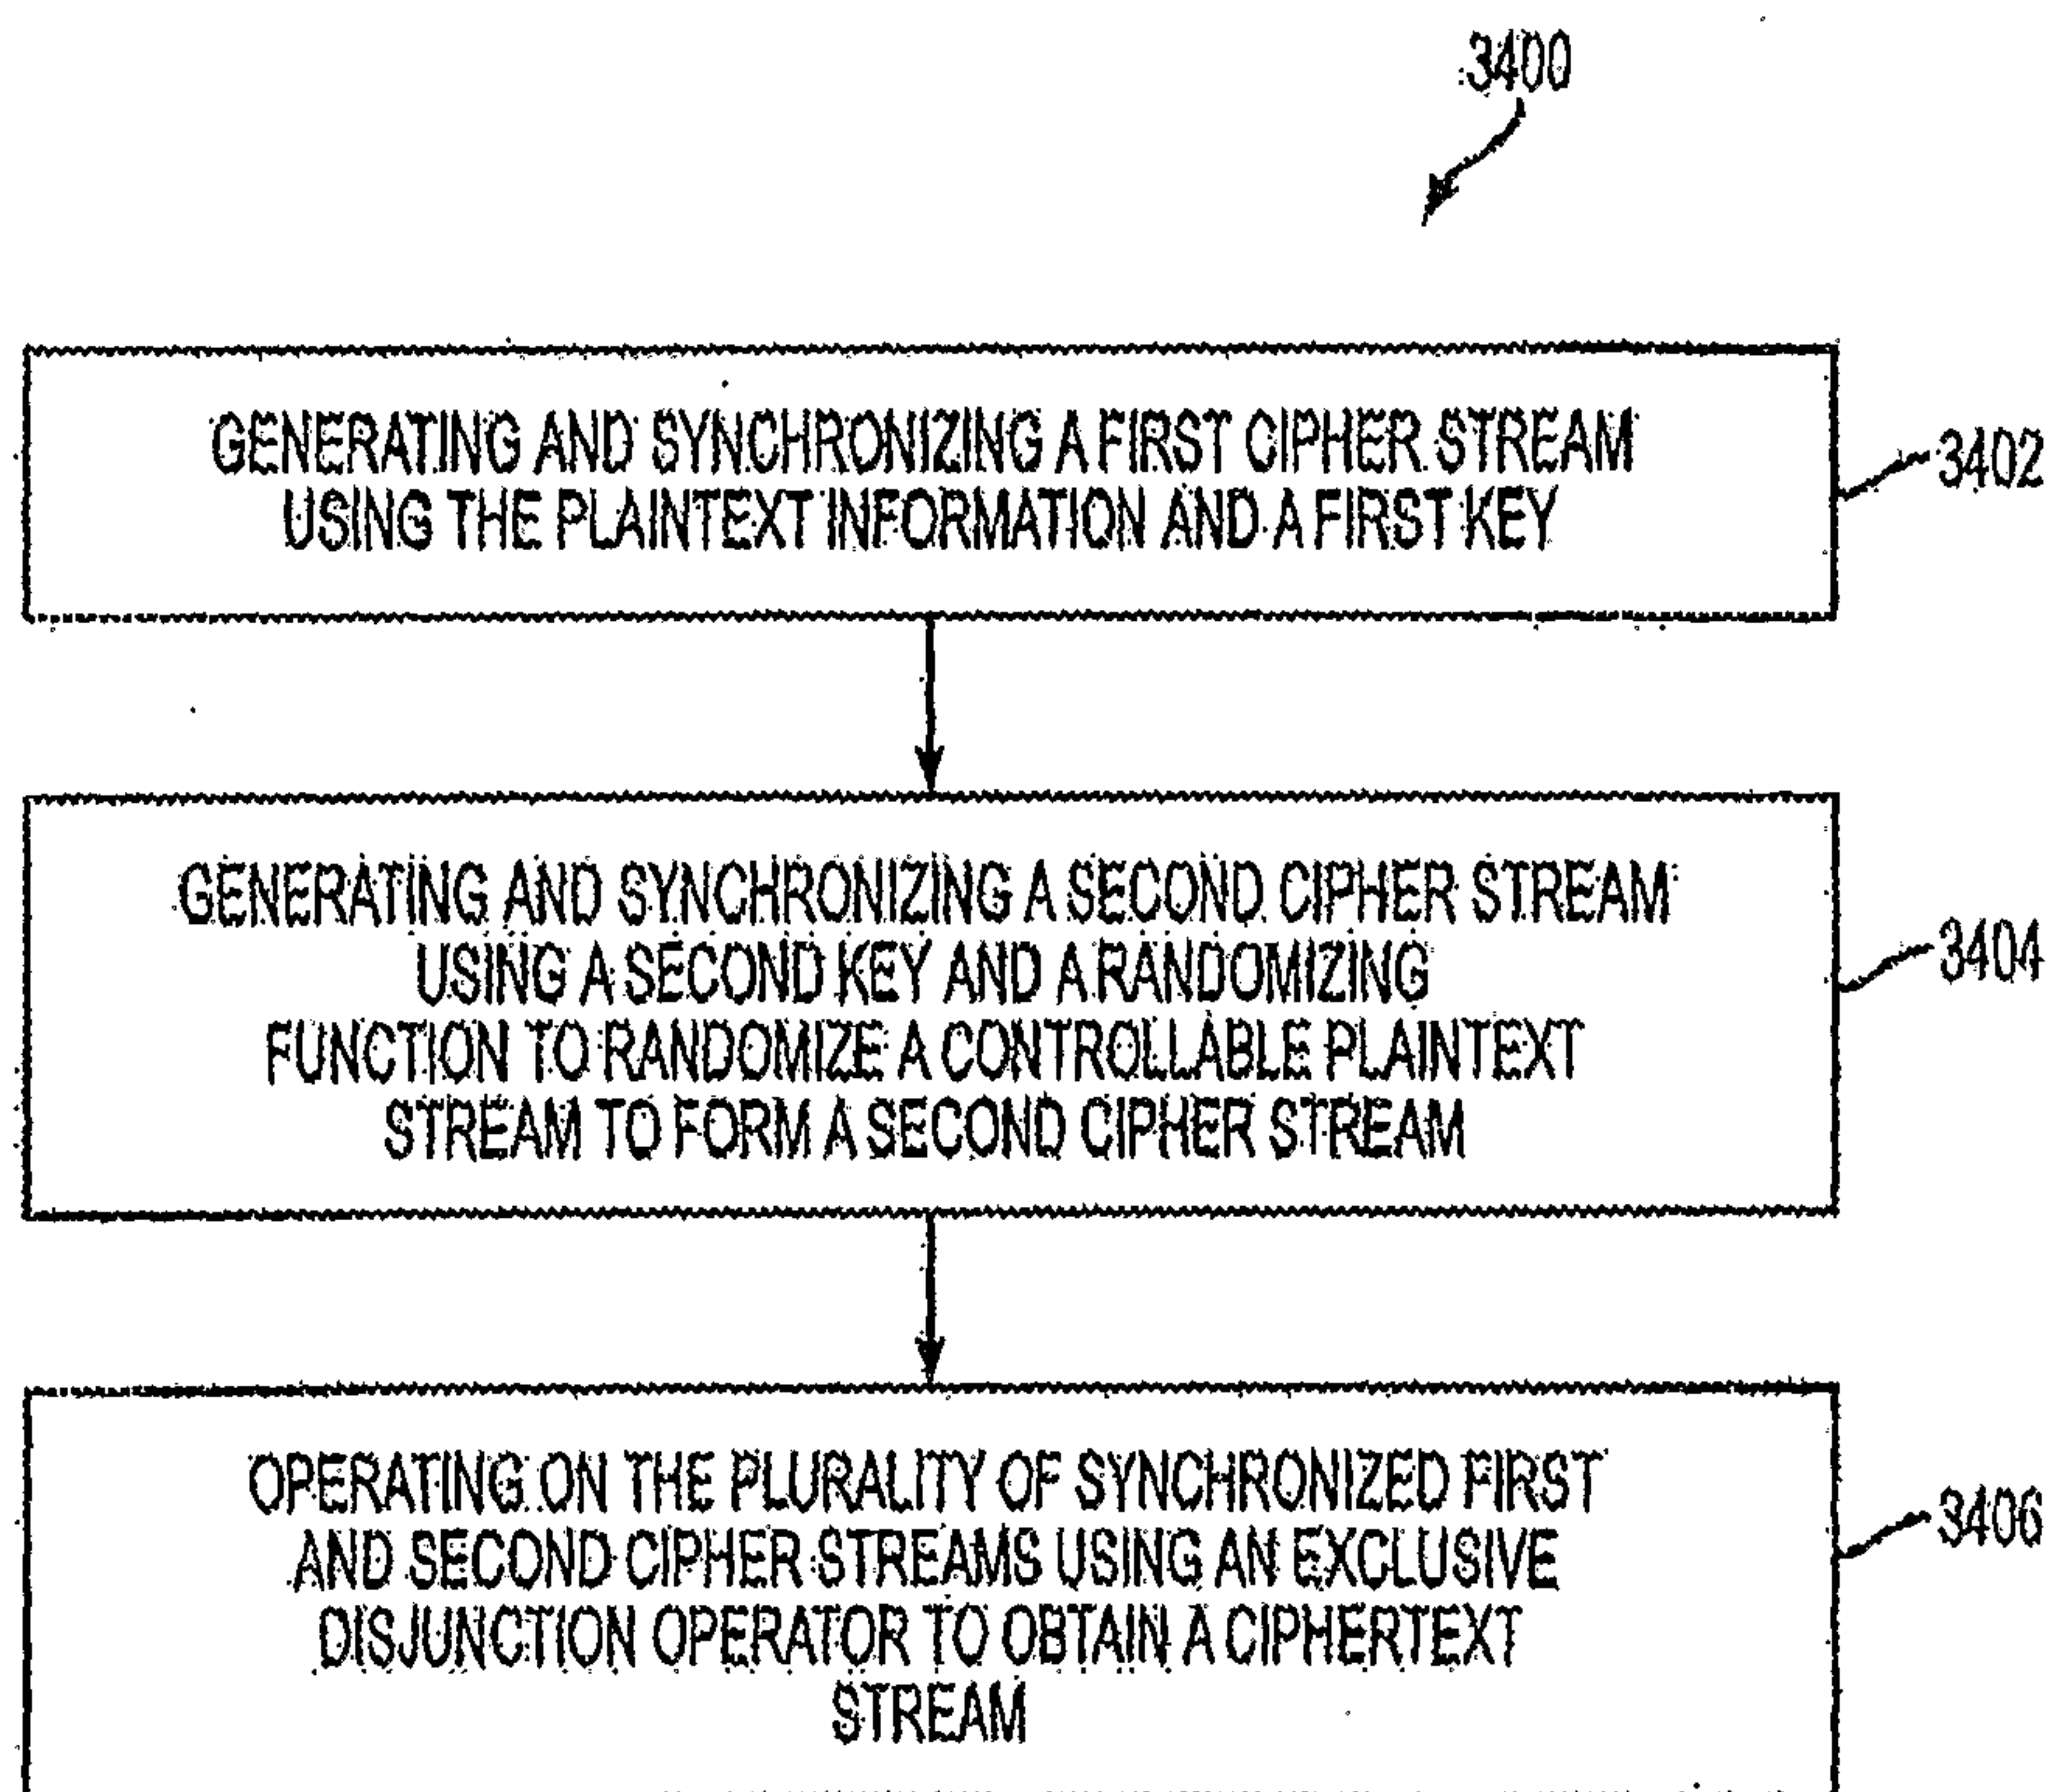 3400
GENERATING AND SYNCHRONIZING A FIRST CIPHER STREAM
USING THE PLAINTEXT INFORMATION AND A FIRST KEY
3402
GENERATING AND SYNCHRONIZING A SECOND CIPHER STREAM
USING A SECOND KEY AND A RANDOMIZING
FUNCTION TO RANDOMIZE A CONTROLLABLE PLAINTEXT
STREAM TO FORM A SECOND CIPHER STREAM
3404
OPERATING ON THE PLURALITY OF SYNCHRONIZED FIRST
AND SECOND CIPHER STREAMS USING AN EXCLUSIVE
DISJUNCTION OPERATOR TO OBTAIN A CIPHERTEXT
STREAM
3406